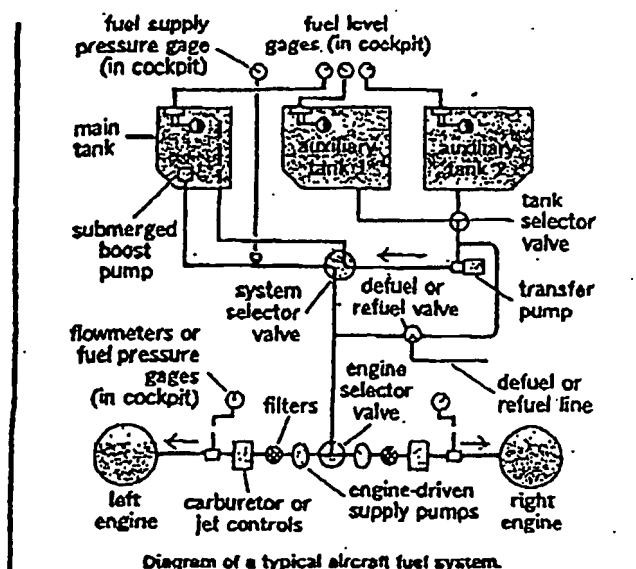 fuel supply
pressure gage
(in cockpit)
fuel level
gages (in cockpit)
main
tank
auxiliary
tank 1
auxiliary
tank 2
submerged
boost
pump
tank
selector
valve
system
selector
valve
defuel or
refuel valve
transfer
pump
flowmeters or
fuel pressure
gages
(in cockpit)
filters
engine
selector
valve
defuel or
refuel line
left
engine
carburetor or
jet controls
engine-driven
supply pumps
right
engine
Diagram of a typical aircraft fuel system.